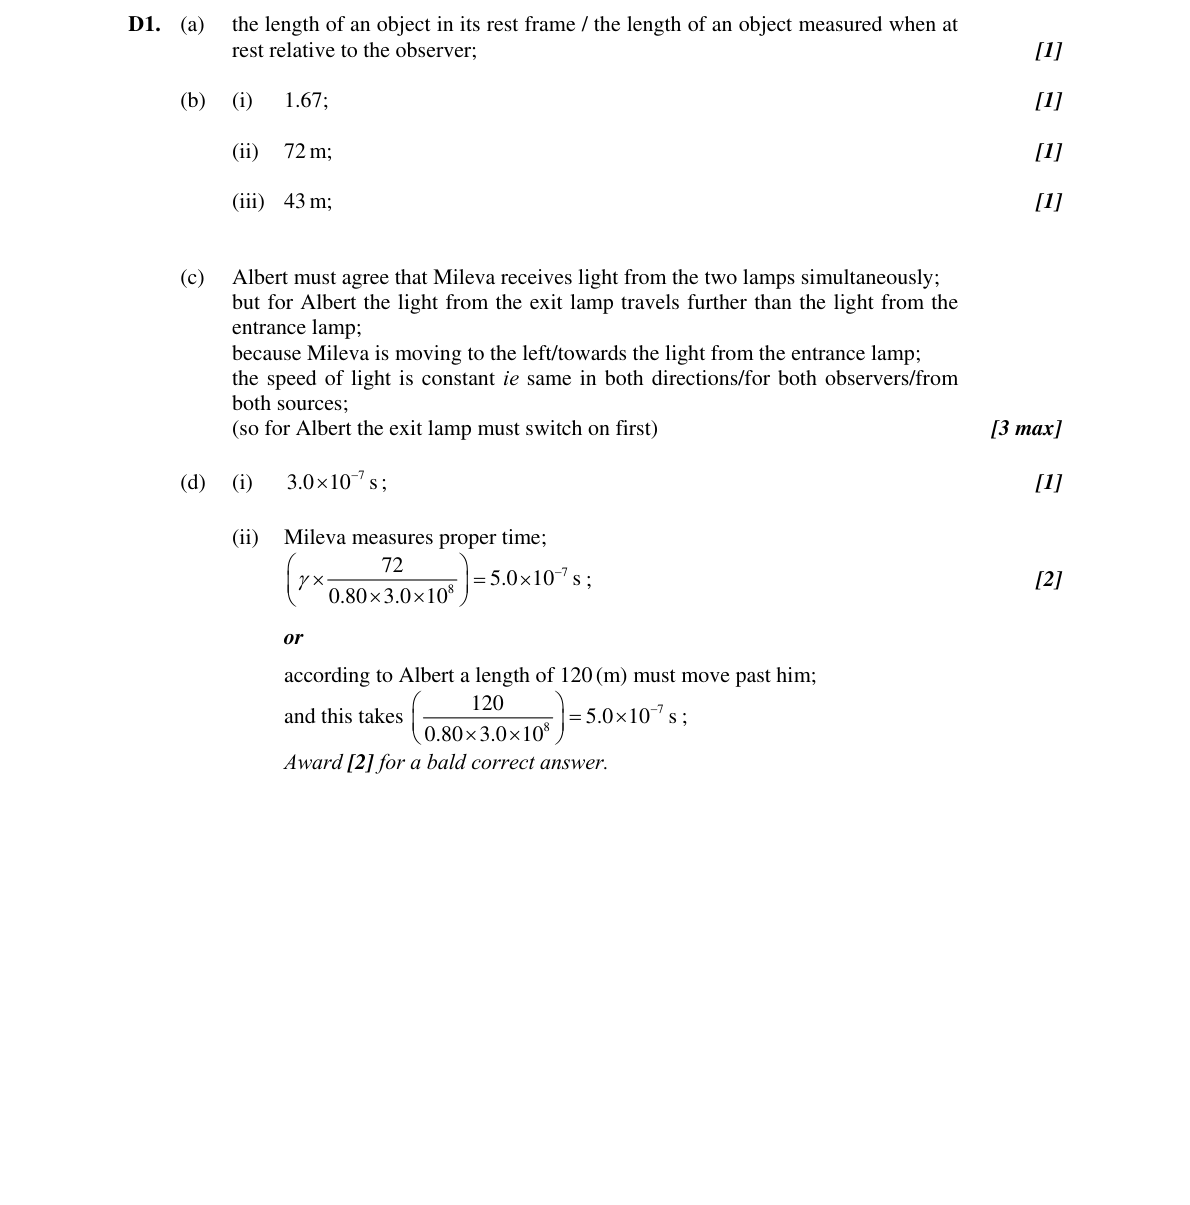 D1. (a) the length of an object in its rest frame / the length of an object measured when at
rest relative to the observer; [1]
(b) (i) 1.67; [1]
(ii) 72 m; [1]
(iii) 43 m; [1]
(c) Albert must agree that Mileva receives light from the two lamps simultaneously;
but for Albert the light from the exit lamp travels further than the light from the
entrance lamp;
because Mileva is moving to the left/towards the light from the entrance lamp;
the speed of light is constant ie same in both directions/for both observers/from
both sources;
(so for Albert the exit lamp must switch on first) [3 max]
(d) (i) 3.0×10⁻⁷ s; [1]
(ii) Mileva measures proper time;
(γ × 72 / (0.80×3.0×10⁸)) = 5.0×10⁻⁷ s; [2]
or
according to Albert a length of 120 (m) must move past him;
and this takes (120 / (0.80×3.0×10⁸)) = 5.0×10⁻⁷ s;
Award [2] for a bald correct answer.